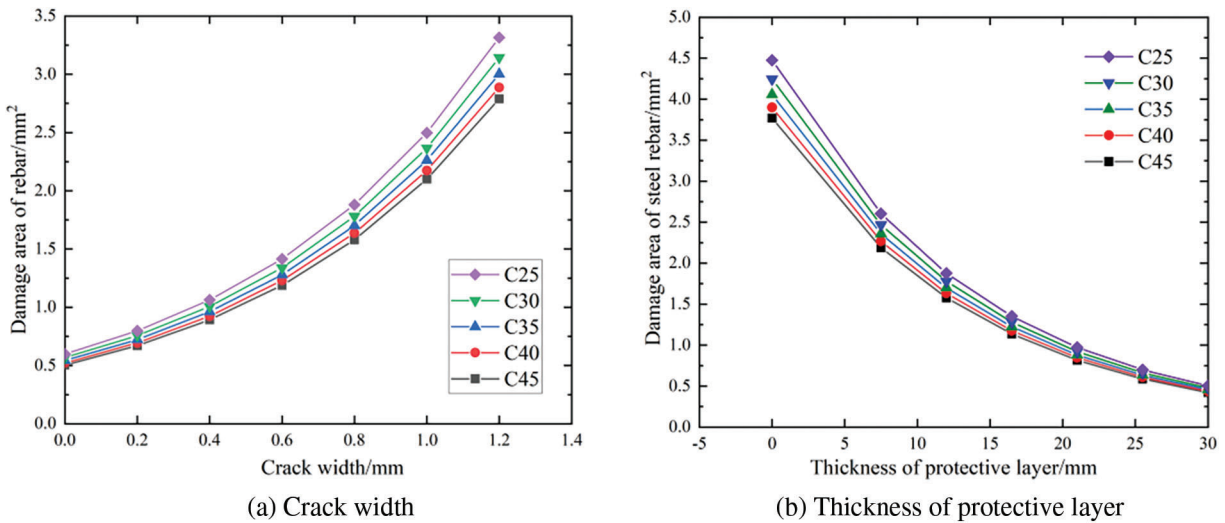 3.5
3.0
2.5
2.0
1.5
1.0
0.5
0.0
Damage area of rebar/mm²
C25
C30
C35
C40
C45
0.0 0.2 0.4 0.6 0.8 1.0 1.2 1.4
Crack width/mm
(a) Crack width
5.0
4.5
4.0
3.5
3.0
2.5
2.0
1.5
1.0
0.5
0.0
Damage area of steel rebar/mm²
C25
C30
C35
C40
C45
-5 0 5 10 15 20 25 30
Thickness of protective layer/mm
(b) Thickness of protective layer